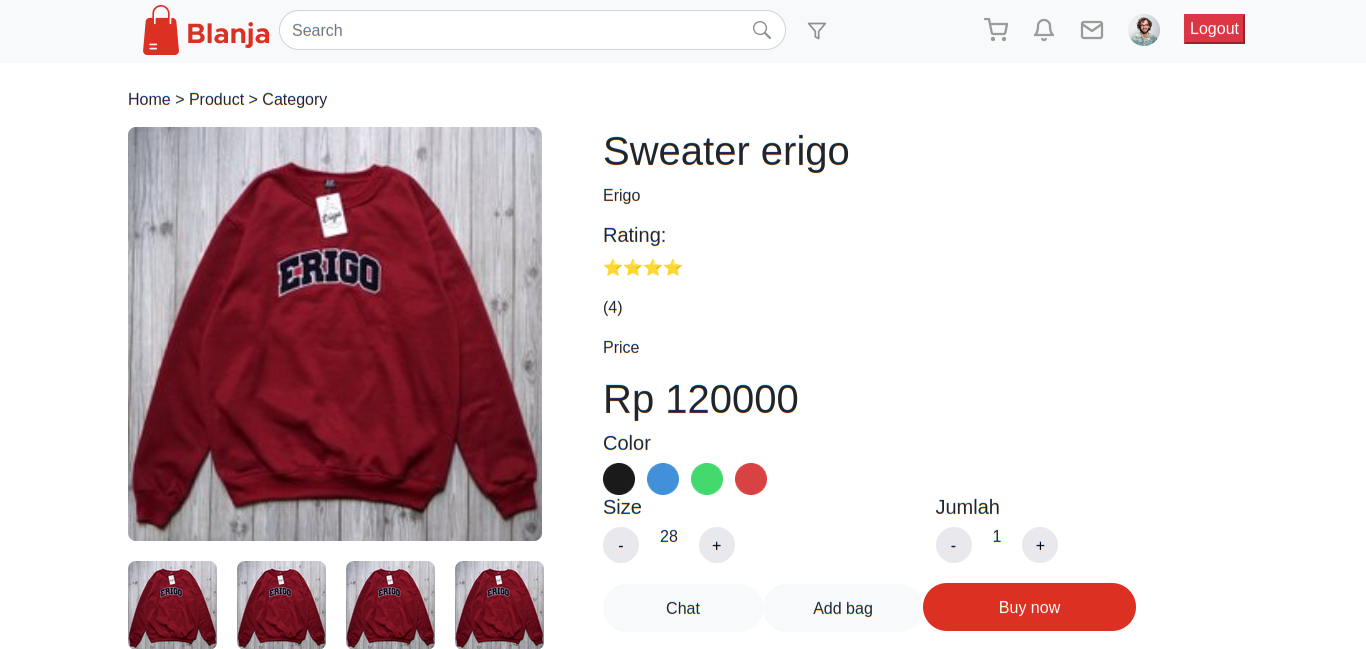 Blanja
Search
Logout
Home > Product > Category
Sweater erigo
Erigo
Rating:
(4)
Price
Rp 120000
Color
Size
Jumlah
- 28 +
- 1 +
Chat
Add bag
Buy now
Erigo
ERIGO
ERIGO
ERIGO
ERIGO
ERIGO